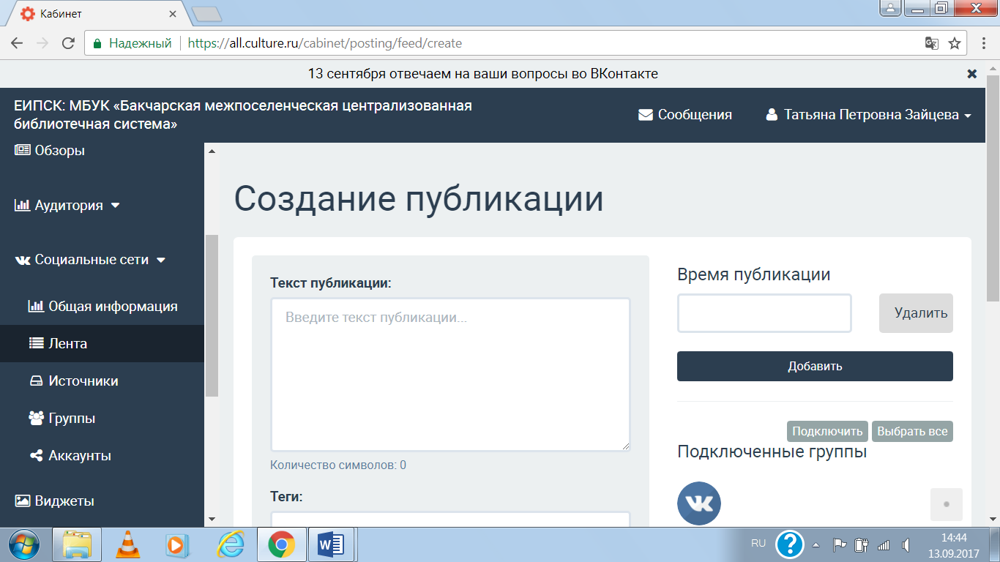 Кабинет
Надежный
https://all.culture.ru/cabinet/posting/feed/create
13 сентября отвечаем на ваши вопросы во ВКонтакте
ЕИПСК: МБУК «Бакчарская межпоселенческая централизованная
библиотечная система»
Сообщения
Татьяна Петровна Зайцева
Обзоры
Аудитория
Социальные сети
Общая информация
Лента
Источники
Группы
Аккаунты
Виджеты
Создание публикации
Текст публикации:
Введите текст публикации...
Количество символов: 0
Теги:
Время публикации
Удалить
Добавить
Подключить
Выбрать все
Подключенные группы
RU
14:44
13.09.2017